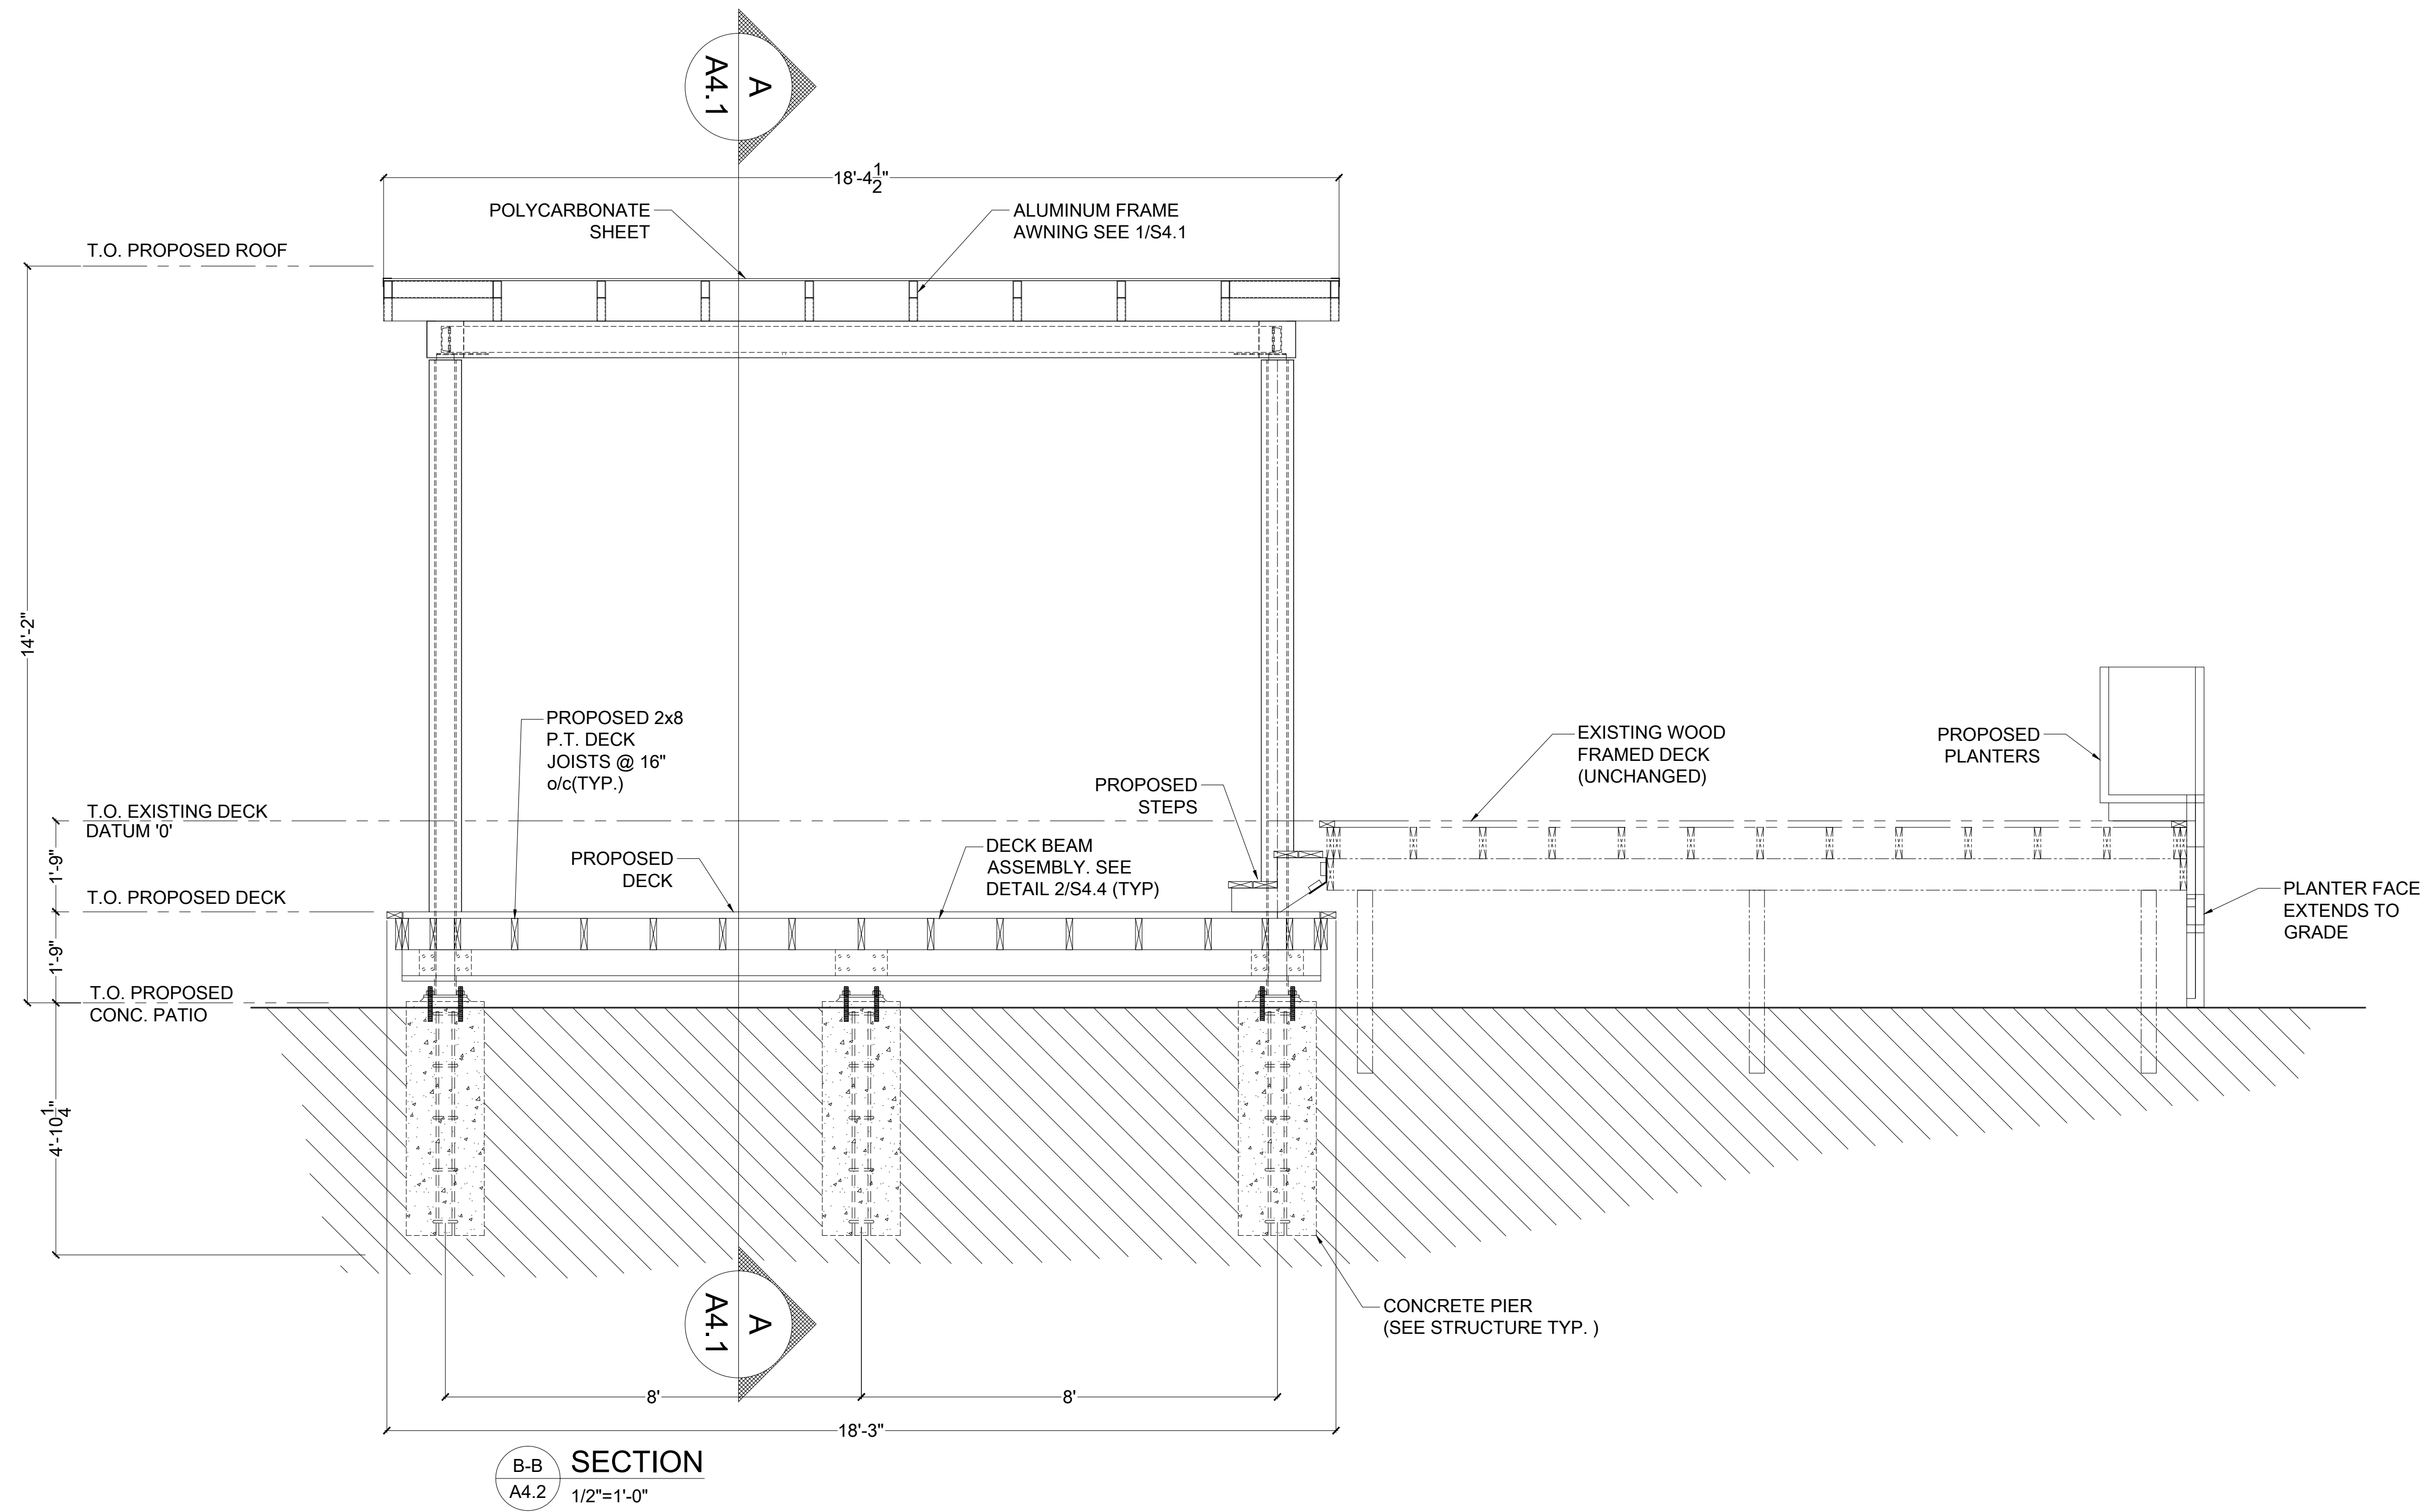 A
A4.1
18'-4 1/2"
POLYCARBONATE
SHEET
ALUMINUM FRAME
AWNING SEE 1/S4.1
T.O. PROPOSED ROOF
14'-2"
PROPOSED 2x8
P.T. DECK
JOISTS @ 16"
o/c(TYP.)
EXISTING WOOD
FRAMED DECK
(UNCHANGED)
PROPOSED
PLANTERS
PROPOSED
STEPS
T.O. EXISTING DECK
DATUM '0'
1'-9"
PROPOSED
DECK
DECK BEAM
ASSEMBLY. SEE
DETAIL 2/S4.4 (TYP)
T.O. PROPOSED DECK
PLANTER FACE
EXTENDS TO
GRADE
1'-9"
T.O. PROPOSED
CONC. PATIO
4'-10 1/4"
CONCRETE PIER
(SEE STRUCTURE TYP. )
A
A4.1
8'
8'
18'-3"
B-B
A4.2
SECTION
1/2"=1'-0"